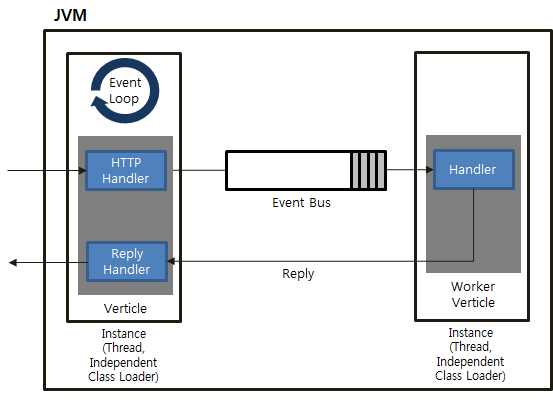 JVM
Event
Loop
HTTP
Handler
Event Bus
Handler
Reply
Handler
Reply
Verticle
Worker
Verticle
Instance
(Thread,
Independent
Class Loader)
Instance
(Thread,
Independent
Class Loader)